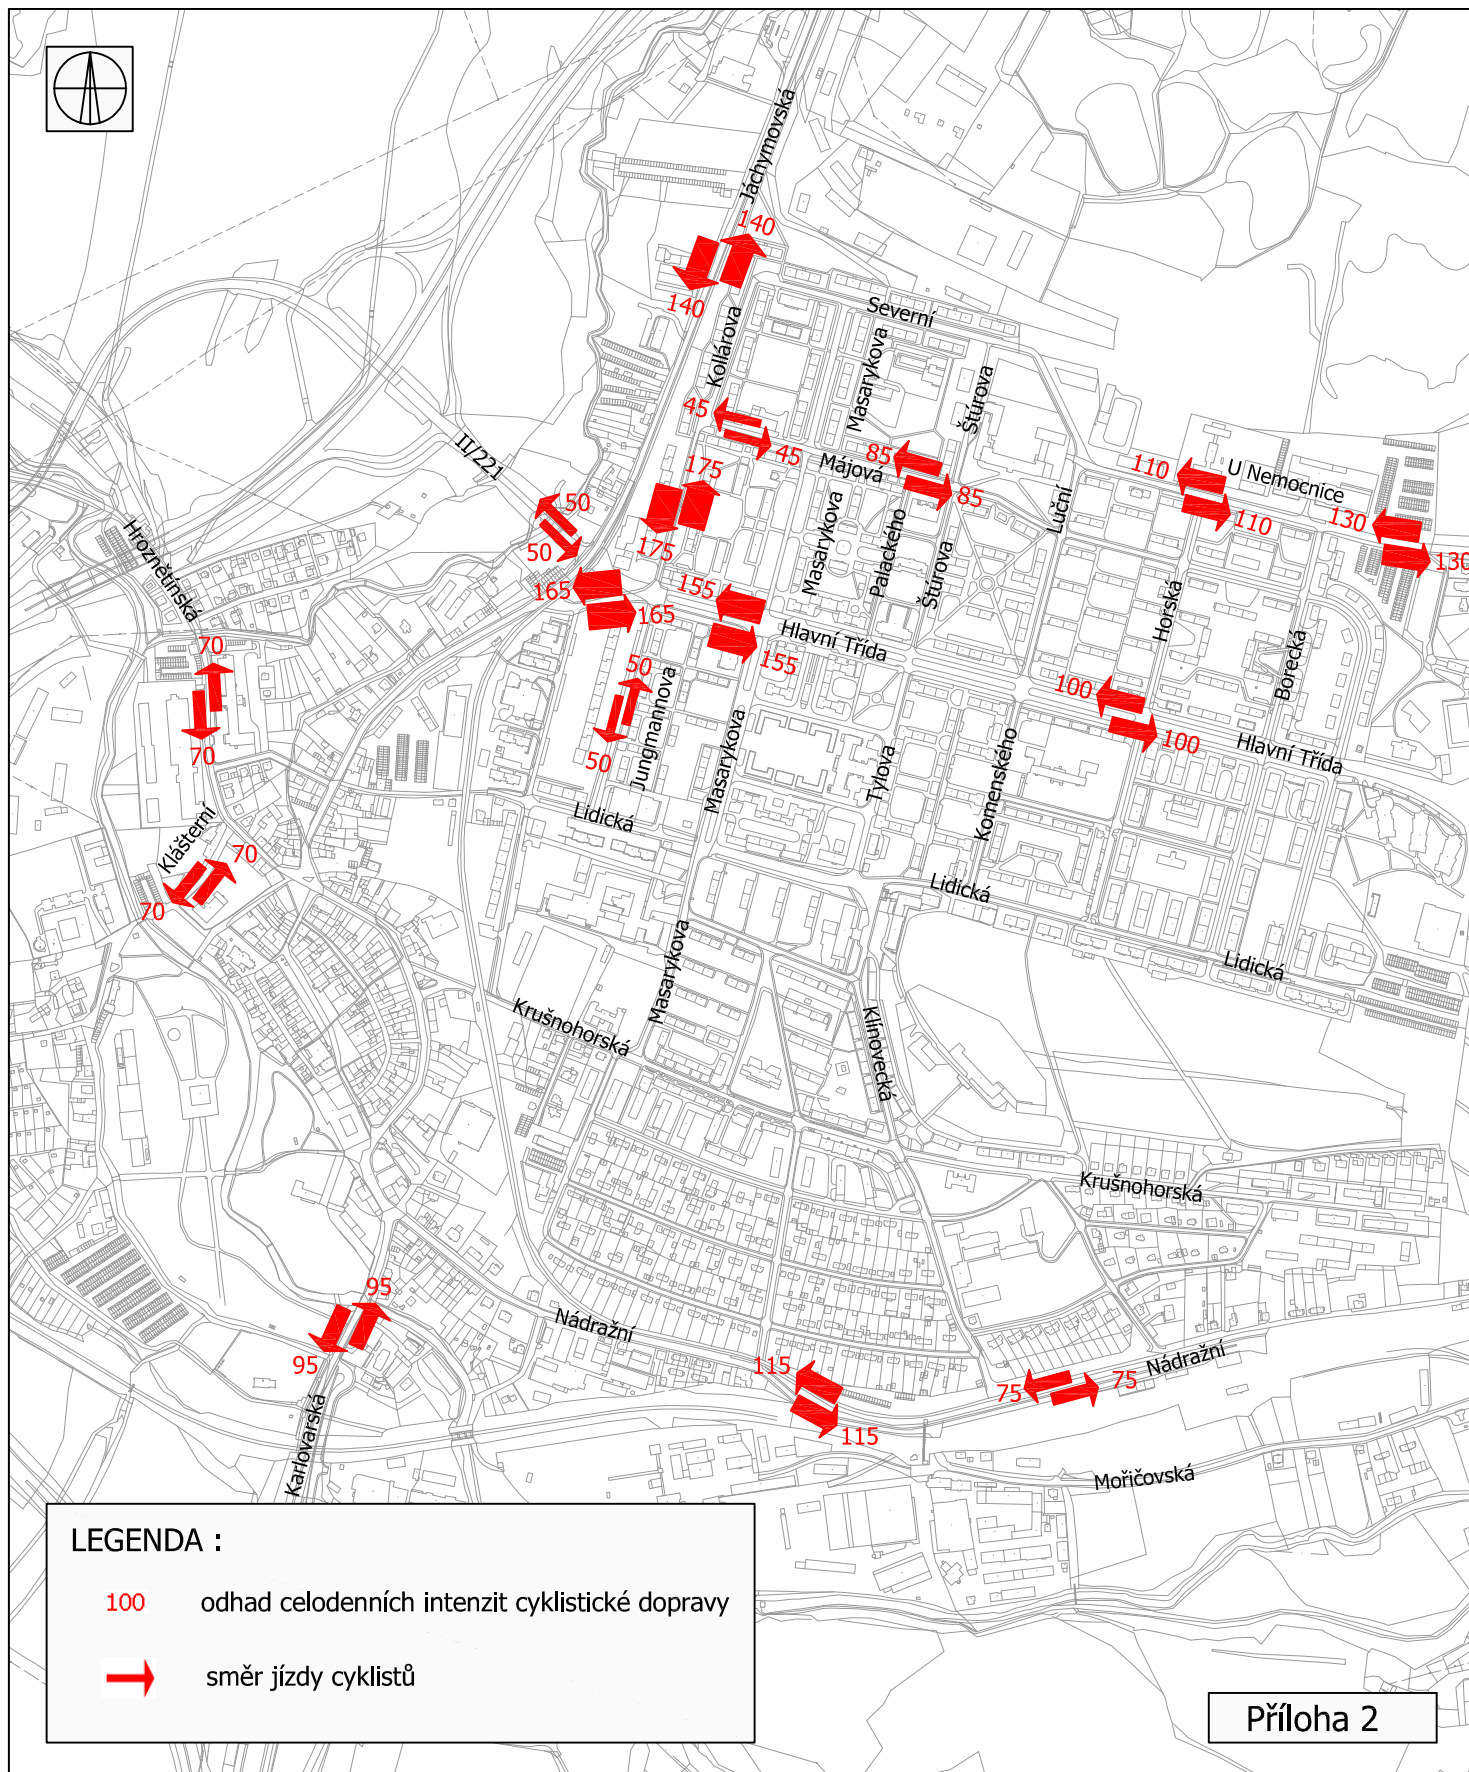 Jáchymovská
140
140
Severní
Kollárova
Masarykova
Štúrova
45
45
Májová
85
85
175
175
II/221
50
50
Hroznětínská
110
U Nemocnice
110
130
130
Luční
Masarykova
Palackého
Štúrova
165
165
155
155
Hlavní Třída
Horská
Borecká
70
70
50
50
Jungmannova
Masarykova
100
100
Hlavní Třída
Tylova
Komenského
Lidická
Klášterní
70
70
Lidická
Lidická
Masarykova
Krušnohorská
Klínovecká
Krušnohorská
95
95
Nádražní
115
115
75
75
Nádražní
Karlovarská
Mořičovská
LEGENDA :
100 odhad celodenních intenzit cyklistické dopravy
směr jízdy cyklistů
Příloha 2